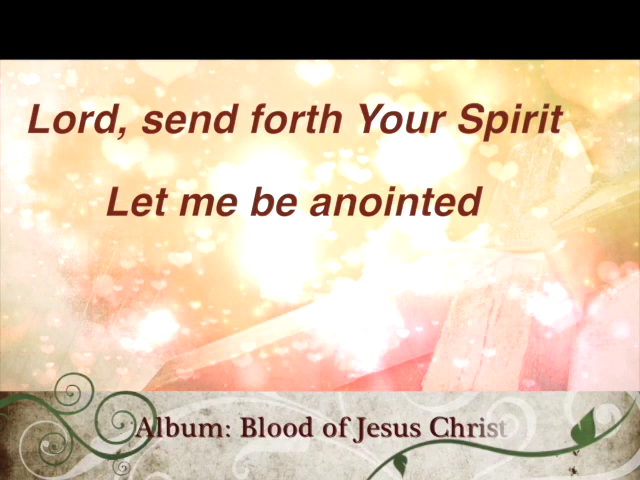 Lord, send forth Your Spirit
Let me be anointed
Album: Blood of Jesus Christ